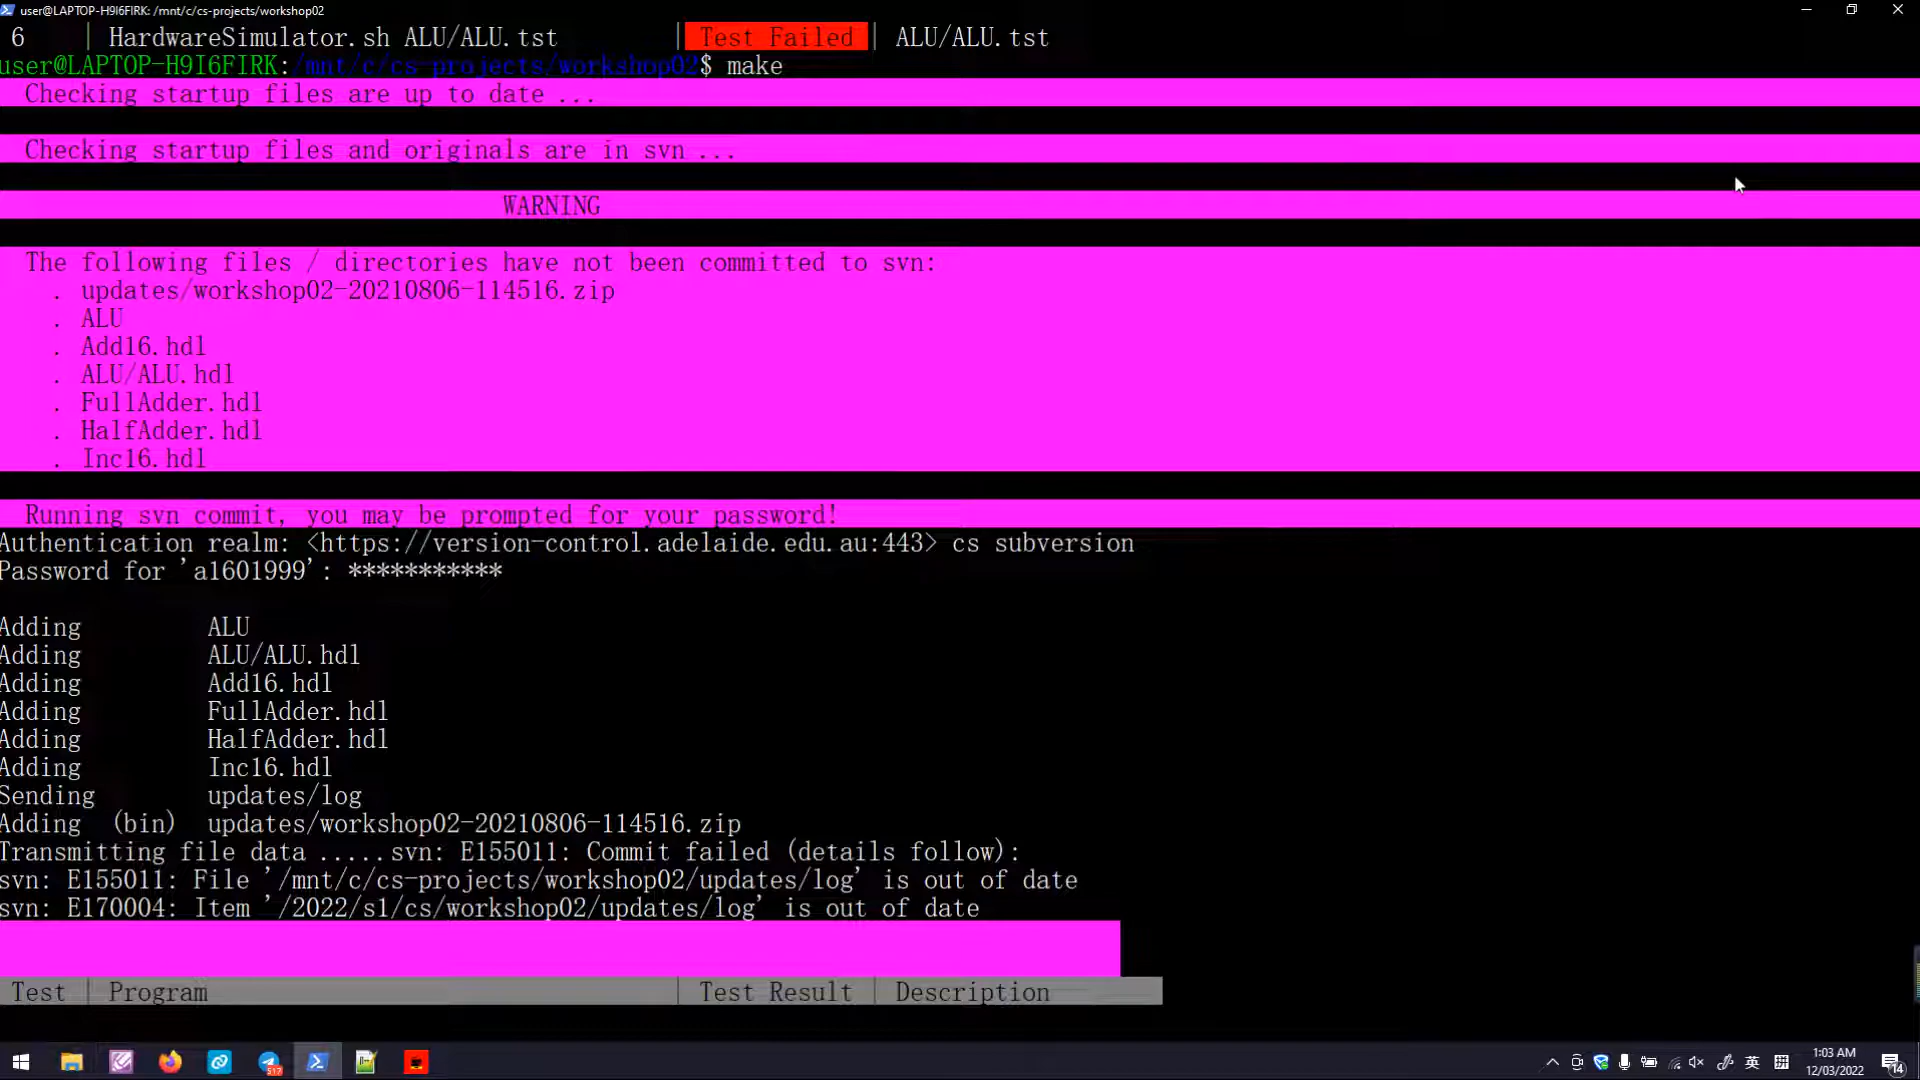 user@LAPTOP-H9I6FIRK: /mnt/c/cs-projects/workshop02
6 | HardwareSimulator.sh ALU/ALU.tst | Test Failed | ALU/ALU.tst
user@LAPTOP-H9I6FIRK:/mnt/c/cs-projects/workshop02$ make
Checking startup files are up to date ...
Checking startup files and originals are in svn ...
WARNING
The following files / directories have not been committed to svn:
. updates/workshop02-20210806-114516.zip
. ALU
. Add16.hdl
. ALU/ALU.hdl
. FullAdder.hdl
. HalfAdder.hdl
. Inc16.hdl
Running svn commit, you may be prompted for your password!
Authentication realm: <https://version-control.adelaide.edu.au:443> cs subversion
Password for 'a1601999': ***********
Adding ALU
Adding ALU/ALU.hdl
Adding Add16.hdl
Adding FullAdder.hdl
Adding HalfAdder.hdl
Adding Inc16.hdl
Sending updates/log
Adding (bin) updates/workshop02-20210806-114516.zip
Transmitting file data .....svn: E155011: Commit failed (details follow):
svn: E155011: File '/mnt/c/cs-projects/workshop02/updates/log' is out of date
svn: E170004: Item '/2022/s1/cs/workshop02/updates/log' is out of date
Test | Program | Test Result | Description
517
英
拼
1:03 AM
12/03/2022
14